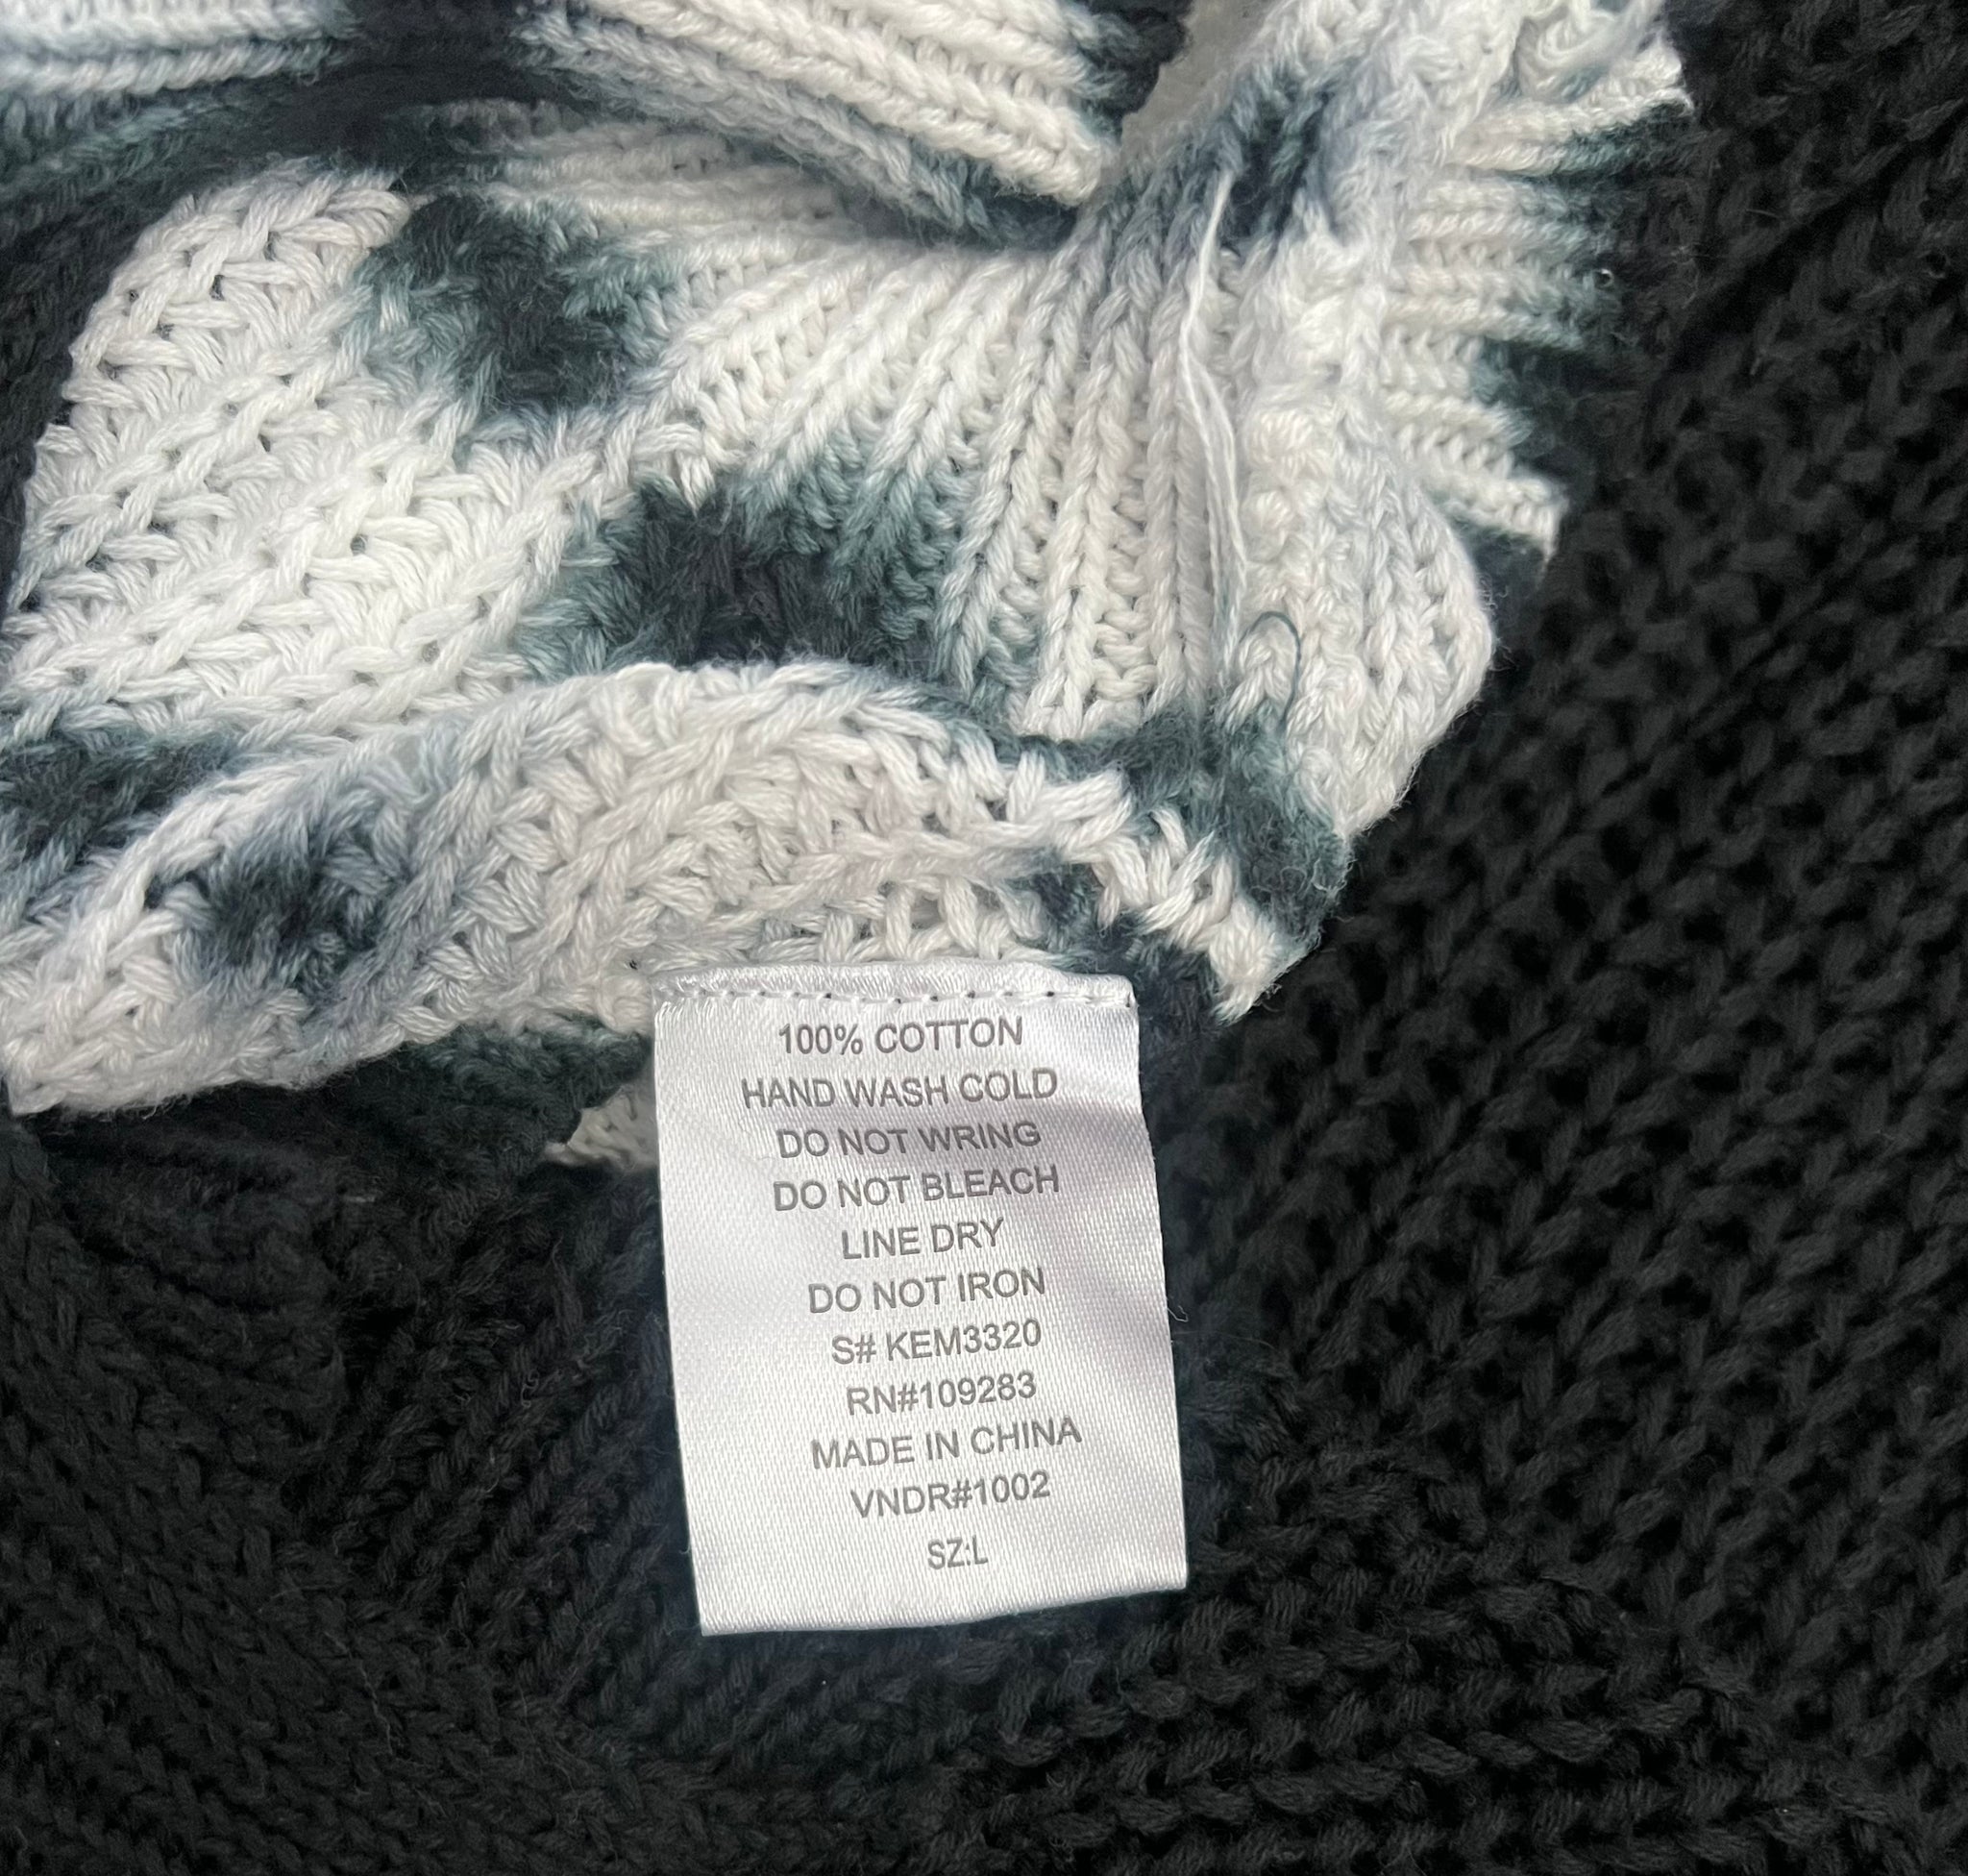 100% COTTON
HAND WASH COLD
DO NOT WRING
DO NOT BLEACH
LINE DRY
DO NOT IRON
S# KEM3320
RN#109283
MADE IN CHINA
VNDR#1002
SZ:L